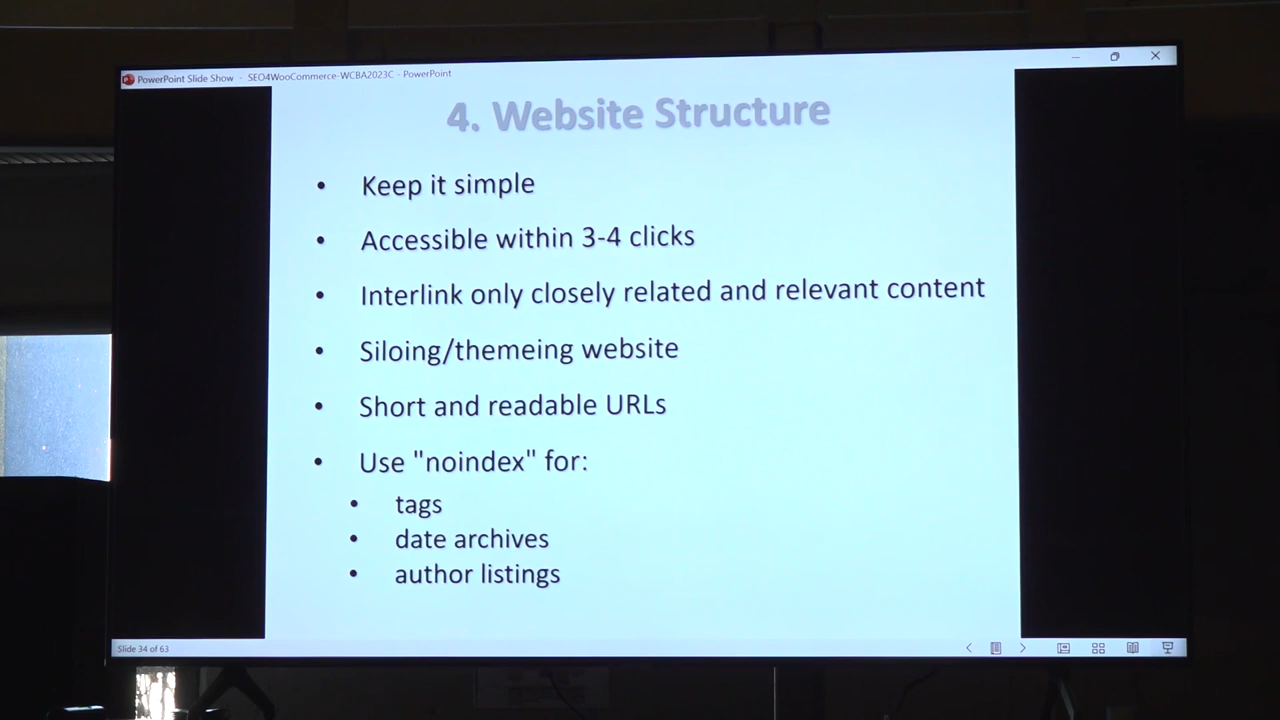 PowerPoint Slide Show - SEO4WooCommerce-WCBA2023C - PowerPoint
4. Website Structure
• Keep it simple
• Accessible within 3-4 clicks
• Interlink only closely related and relevant content
• Siloing/themeing website
• Short and readable URLs
• Use "noindex" for:
• tags
• date archives
• author listings
Slide 34 of 63